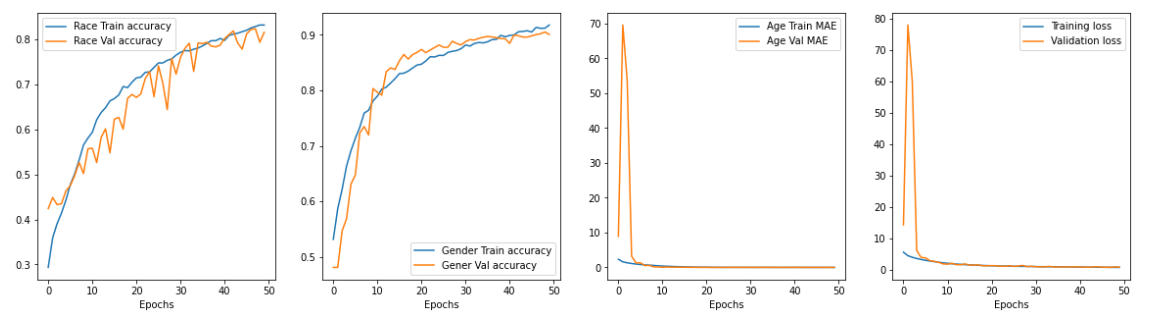 Race Train accuracy
Race Val accuracy
0.8
0.7
0.6
0.5
0.4
0.3
0 10 20 30 40 50
Epochs
0.9
0.8
0.7
0.6
0.5
Gender Train accuracy
Gener Val accuracy
0 10 20 30 40 50
Epochs
Age Train MAE
Age Val MAE
70
60
50
40
30
20
10
0
0 10 20 30 40 50
Epochs
Training loss
Validation loss
80
70
60
50
40
30
20
10
0
0 10 20 30 40 50
Epochs